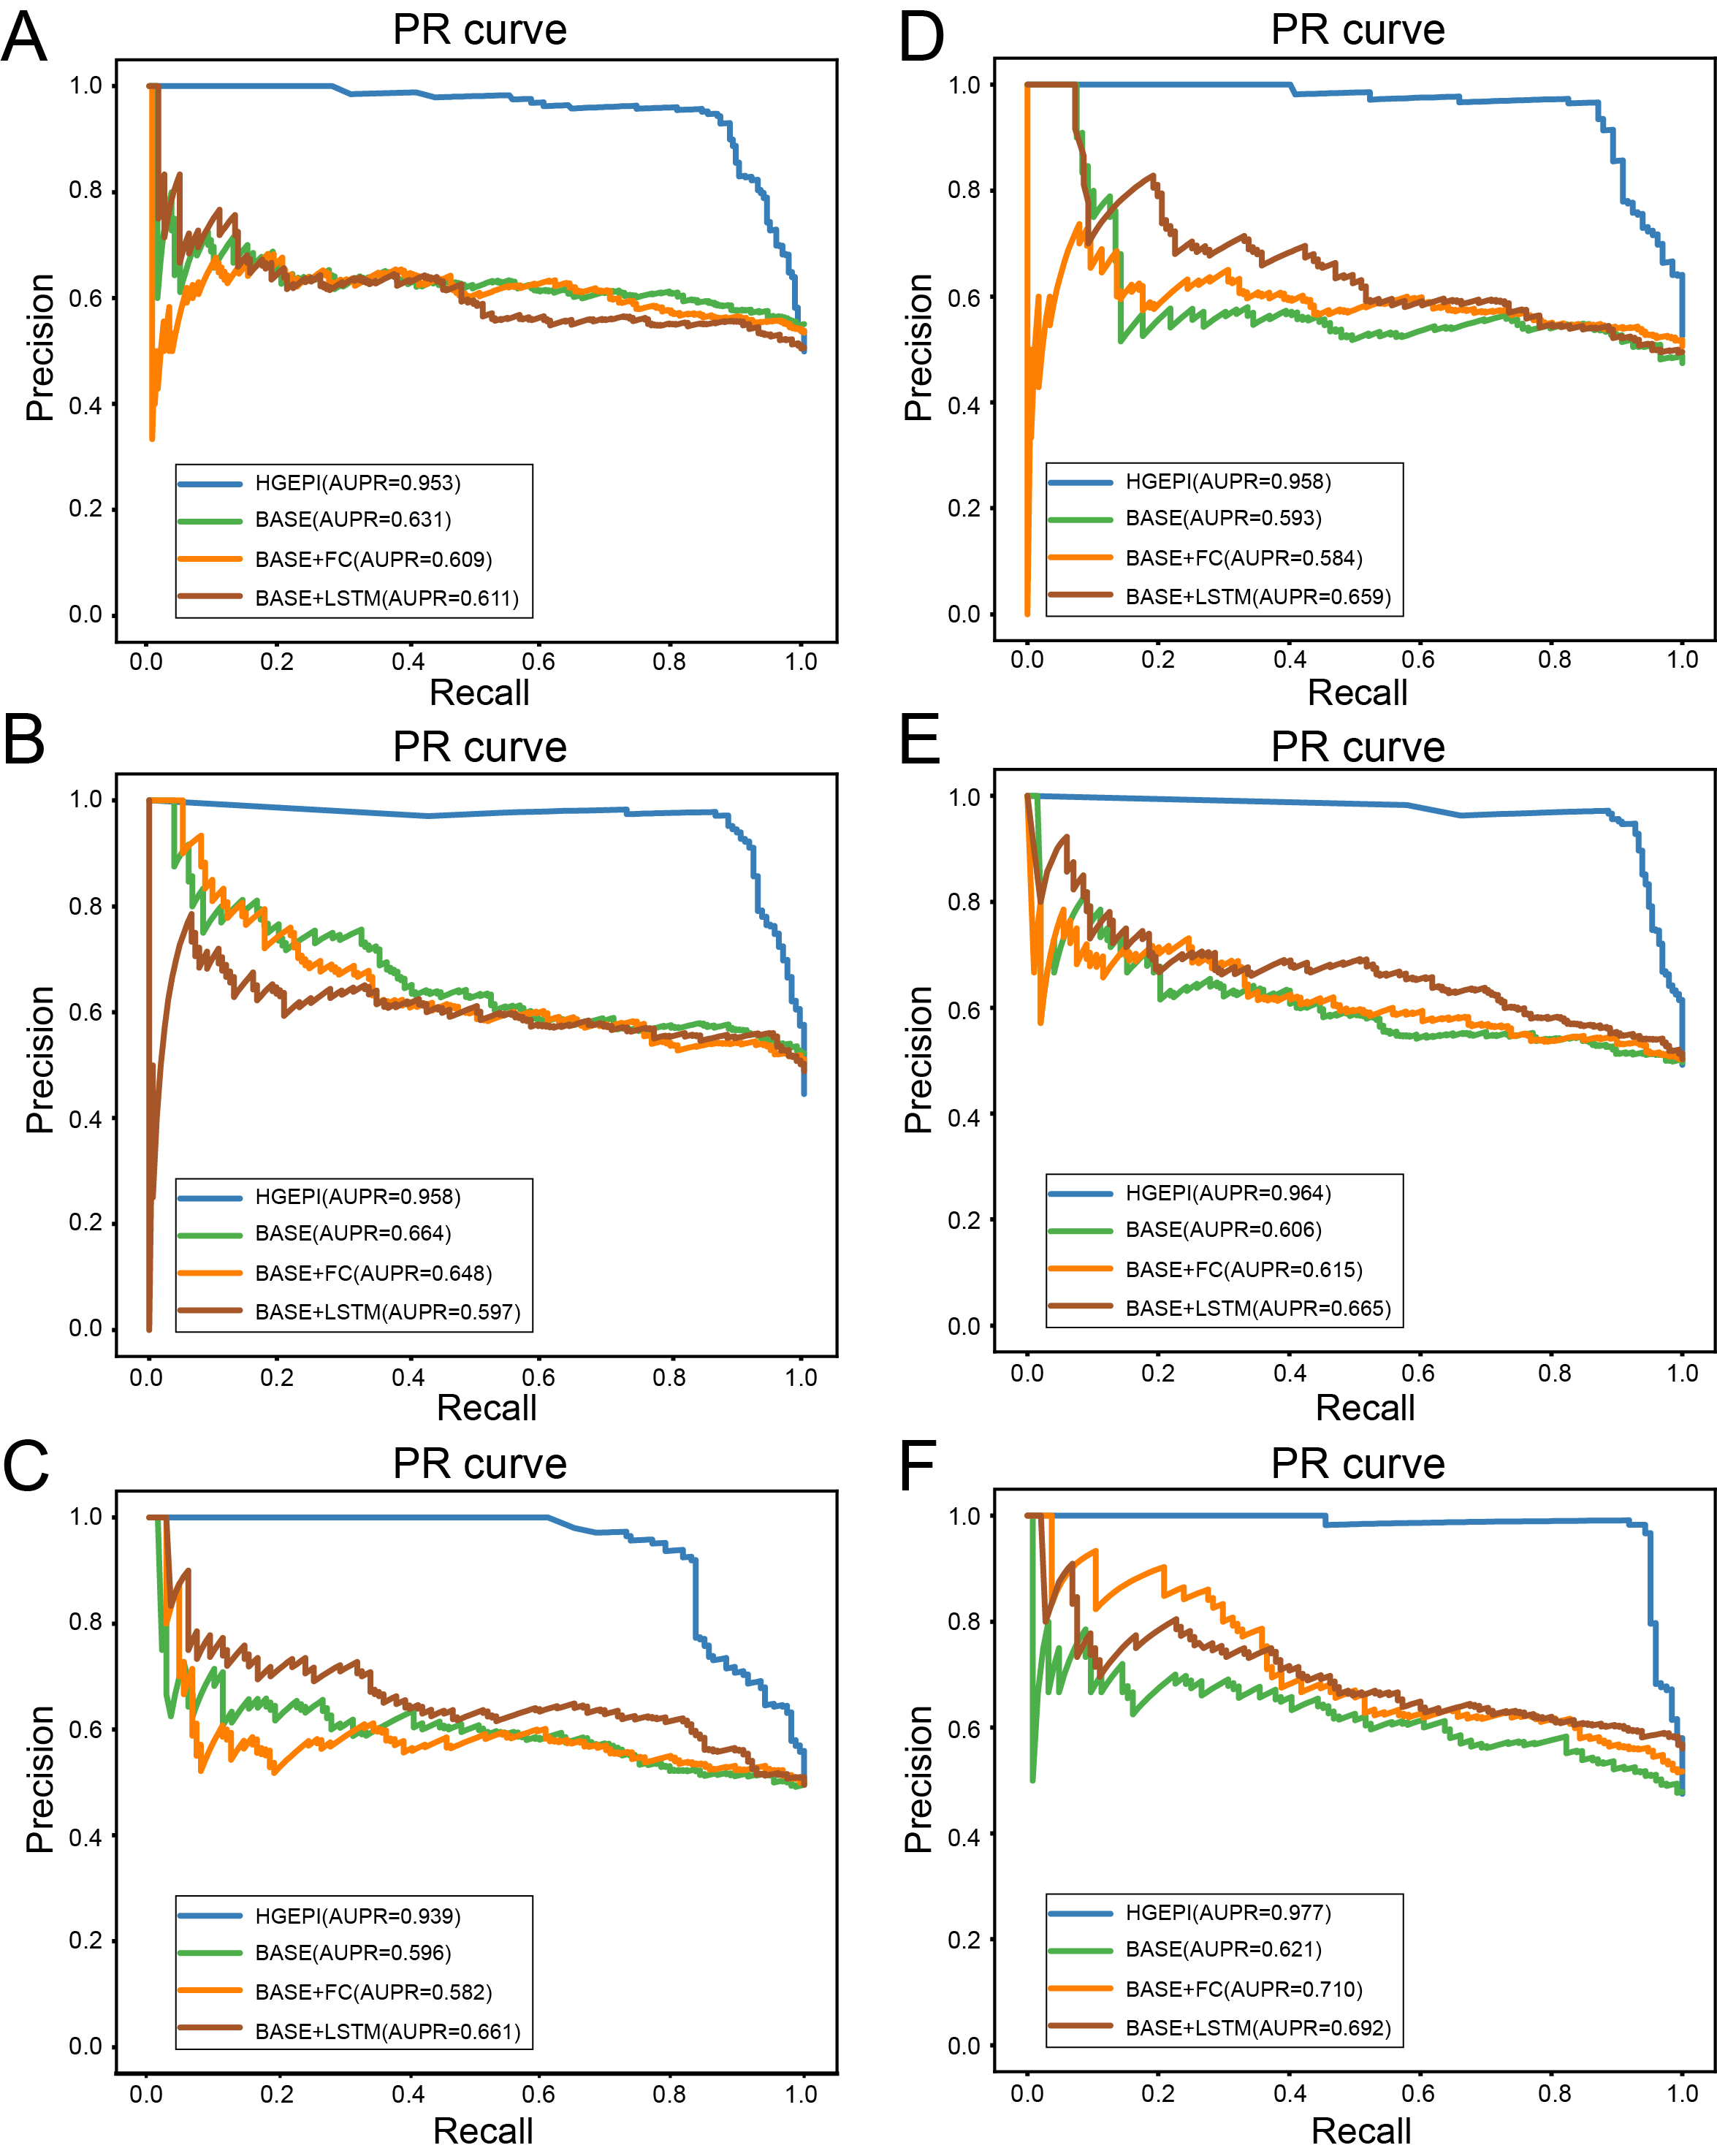 A
PR curve
1.0
0.8
0.6
0.4
0.2
0.0
Precision
HGEPI(AUPR=0.953)
BASE(AUPR=0.631)
BASE+FC(AUPR=0.609)
BASE+LSTM(AUPR=0.611)
0.0 0.2 0.4 0.6 0.8 1.0
Recall
D
PR curve
1.0
0.8
0.6
0.4
0.2
0.0
Precision
HGEPI(AUPR=0.958)
BASE(AUPR=0.593)
BASE+FC(AUPR=0.584)
BASE+LSTM(AUPR=0.659)
0.0 0.2 0.4 0.6 0.8 1.0
Recall
B
PR curve
1.0
0.8
0.6
0.4
0.2
0.0
Precision
HGEPI(AUPR=0.958)
BASE(AUPR=0.664)
BASE+FC(AUPR=0.648)
BASE+LSTM(AUPR=0.597)
0.0 0.2 0.4 0.6 0.8 1.0
Recall
E
PR curve
1.0
0.8
0.6
0.4
0.2
0.0
Precision
HGEPI(AUPR=0.964)
BASE(AUPR=0.606)
BASE+FC(AUPR=0.615)
BASE+LSTM(AUPR=0.665)
0.0 0.2 0.4 0.6 0.8 1.0
Recall
C
PR curve
1.0
0.8
0.6
0.4
0.2
0.0
Precision
HGEPI(AUPR=0.939)
BASE(AUPR=0.596)
BASE+FC(AUPR=0.582)
BASE+LSTM(AUPR=0.661)
0.0 0.2 0.4 0.6 0.8 1.0
Recall
F
PR curve
1.0
0.8
0.6
0.4
0.2
0.0
Precision
HGEPI(AUPR=0.977)
BASE(AUPR=0.621)
BASE+FC(AUPR=0.710)
BASE+LSTM(AUPR=0.692)
0.0 0.2 0.4 0.6 0.8 1.0
Recall